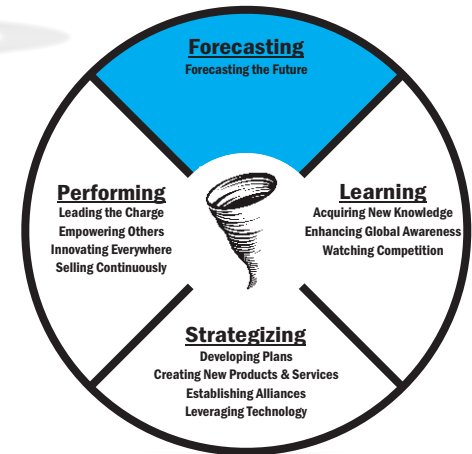 Forecasting
Forecasting the Future
Performing
Leading the Charge
Empowering Others
Innovating Everywhere
Selling Continuously
Learning
Acquiring New Knowledge
Enhancing Global Awareness
Watching Competition
Strategizing
Developing Plans
Creating New Products & Services
Establishing Alliances
Leveraging Technology